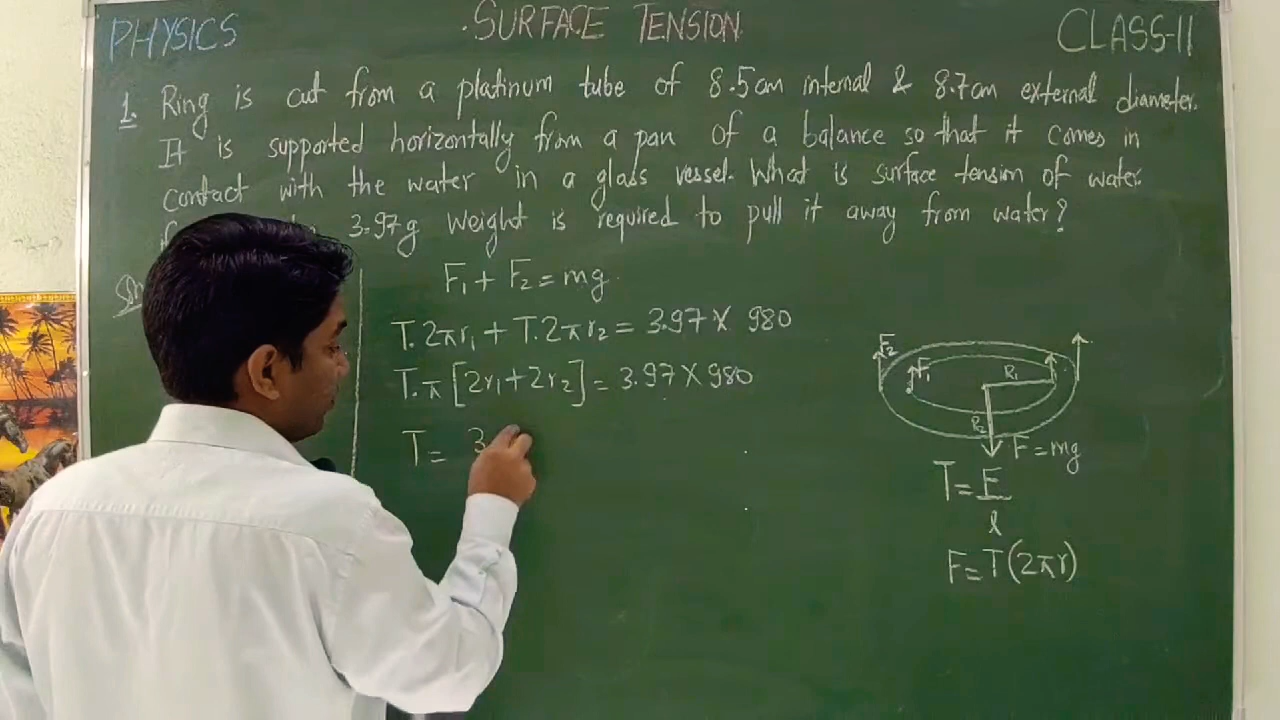 PHYSICS
SURFACE TENSION
CLASS-11
1. Ring is cut from a platinum tube of 8.5cm internal & 8.7cm external diameter.
It is supported horizontally from a pan of a balance so that it comes in
contact with the water in a glass vessel. What is surface tension of water
3.97g weight is required to pull it away from water?
F₁ + F₂ = mg
T. 2πr₁ + T. 2πr₂ = 3.97 X 980
T. π [2r₁ + 2r₂] = 3.97 X 980
T = 3
F₂
F₁
R₁
R₂
F = mg
T = F
l
F = T(2πr)